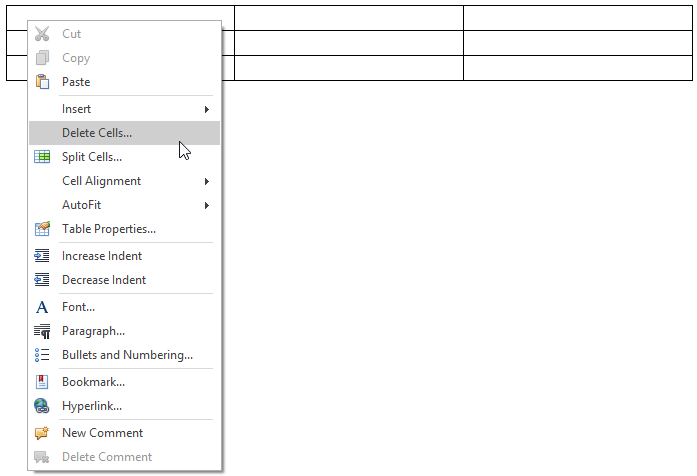 Cut
Copy
Paste
Insert
Delete Cells...
Split Cells...
Cell Alignment
AutoFit
Table Properties...
Increase Indent
Decrease Indent
Font...
Paragraph...
Bullets and Numbering...
Bookmark...
Hyperlink...
New Comment
Delete Comment